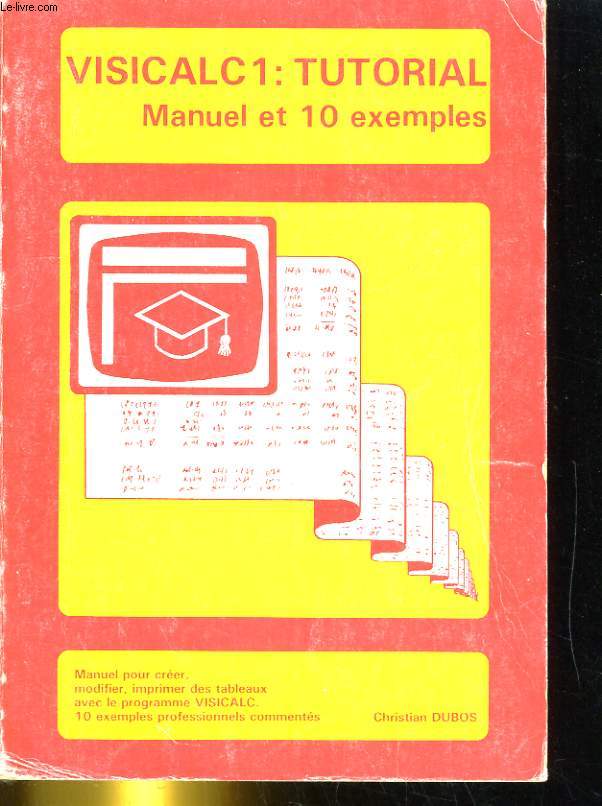 Le-livre.com
VISICALC1: TUTORIAL
Manuel et 10 exemples
Manuel pour créer,
modifier, imprimer des tableaux
avec le programme VISICALC.
10 exemples professionnels commentés
Christian DUBOS